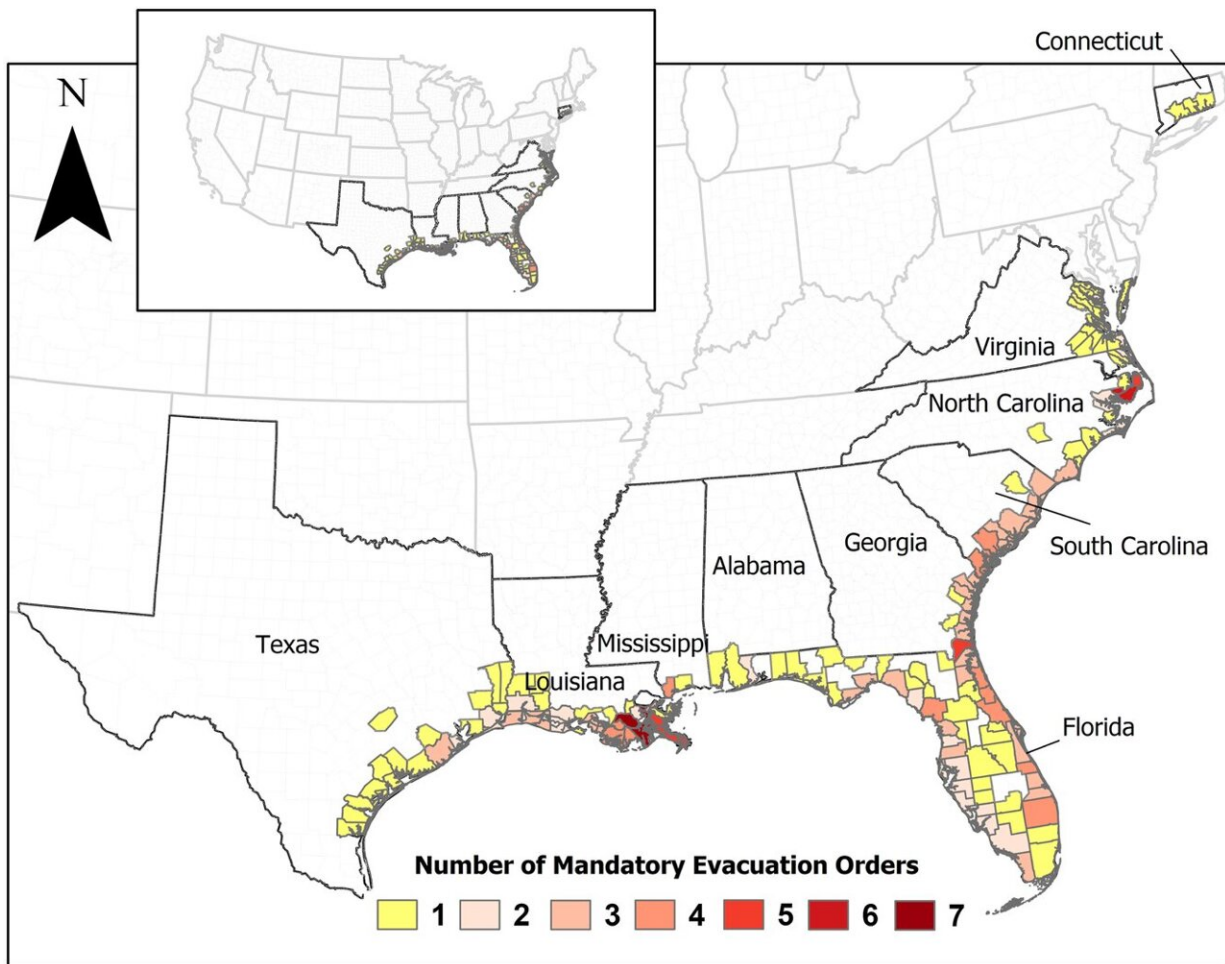 Connecticut
N
Virginia
North Carolina
South Carolina
Georgia
Alabama
Mississippi
Texas
Louisiana
Florida
Number of Mandatory Evacuation Orders
1 2 3 4 5 6 7